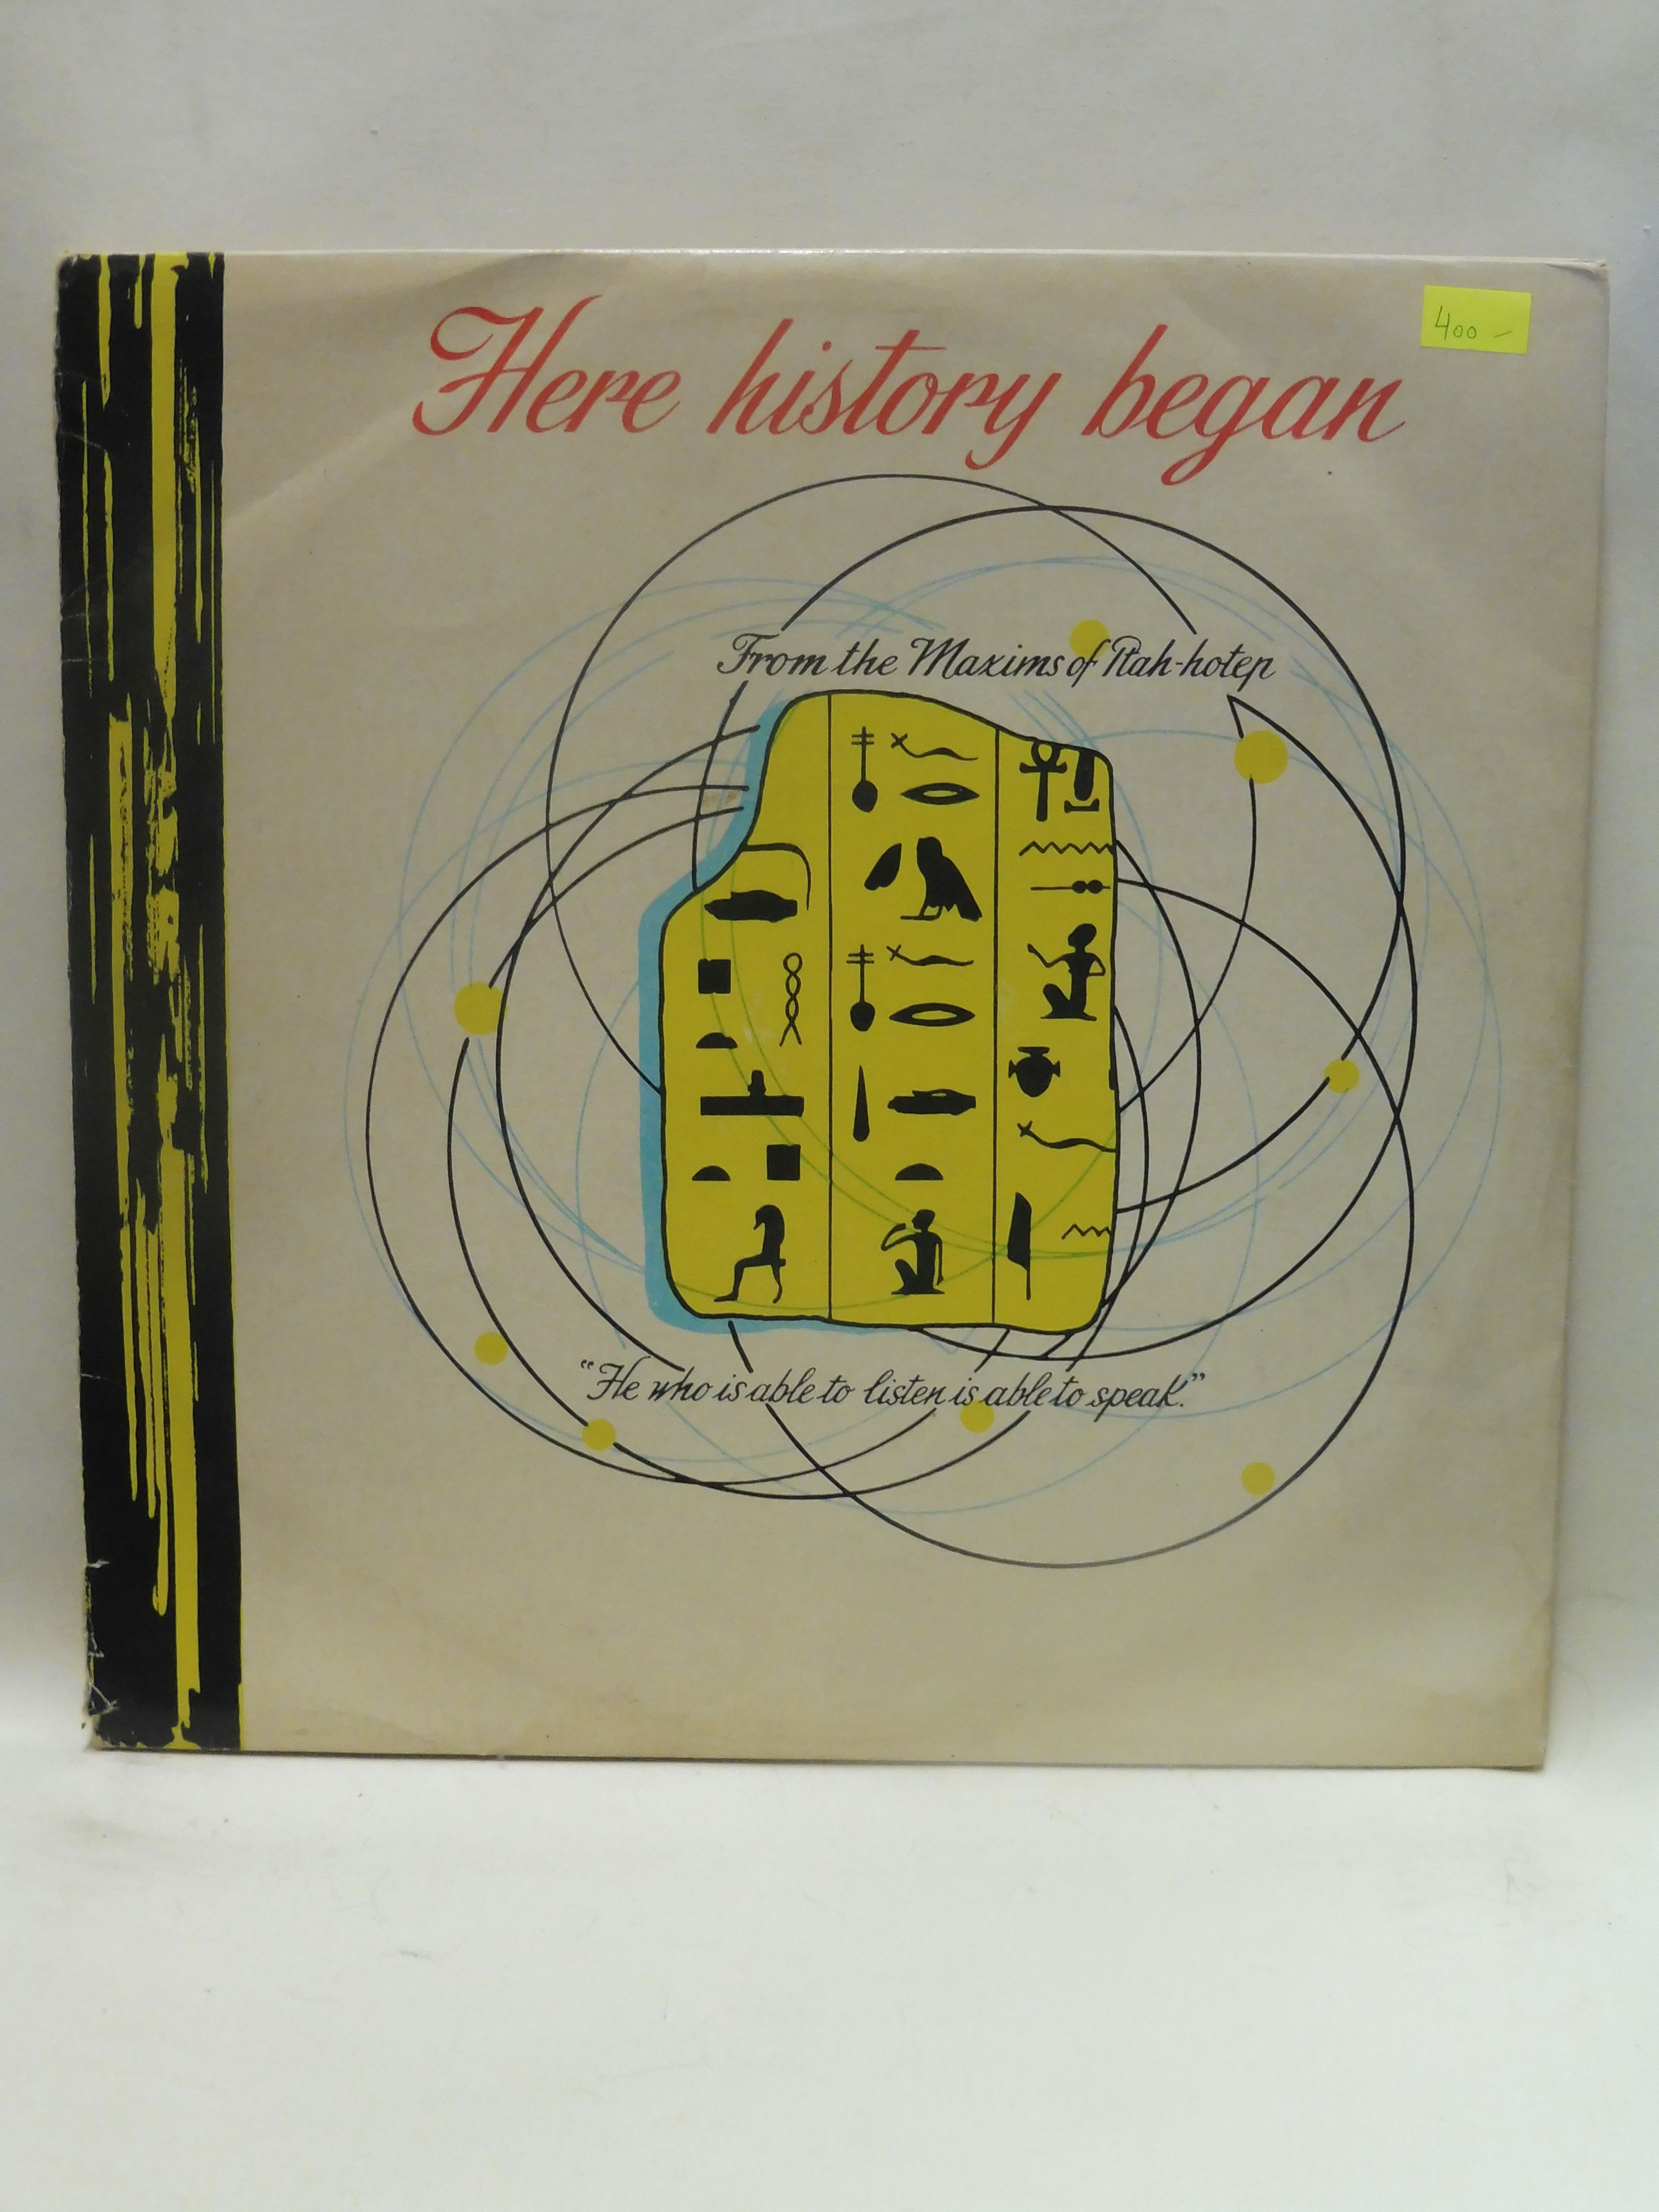 Here history began
400 -
From the Maxims of Ptah-hotep
"He who is able to listen is able to speak."